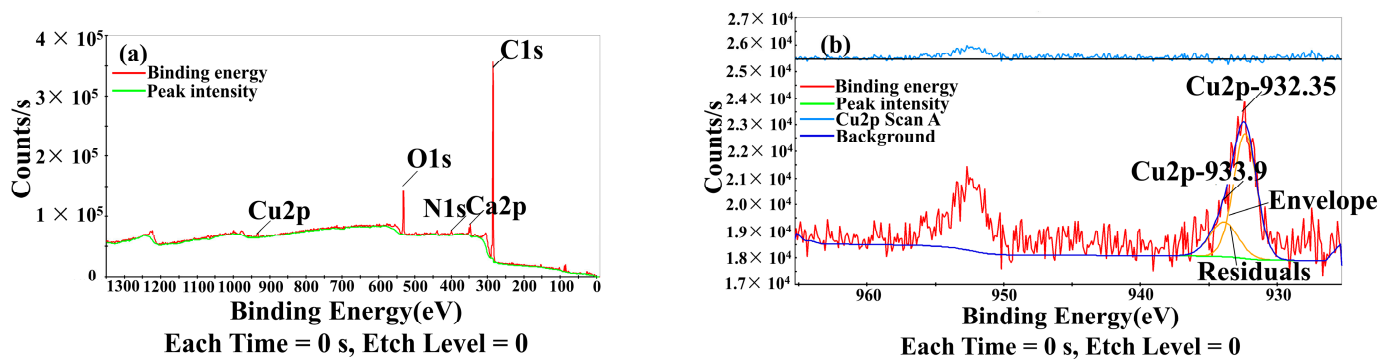 (a)
4 × 10⁵
3 × 10⁵
2 × 10⁵
1 × 10⁵
0
Counts/s
Binding energy
Peak intensity
C1s
O1s
N1s
Ca2p
Cu2p
1300 1200 1100 1000 900 800 700 600 500 400 300 200 100 0
Binding Energy(eV)
Each Time = 0 s, Etch Level = 0
(b)
2.7× 10⁴
2.6× 10⁴
2.5× 10⁴
2.4× 10⁴
2.3× 10⁴
2.2× 10⁴
2.1× 10⁴
2.0× 10⁴
1.9× 10⁴
1.8× 10⁴
1.7× 10⁴
Counts/s
Binding energy
Peak intensity
Cu2p Scan A
Background
Cu2p-932.35
Cu2p-933.9
Envelope
Residuals
960 950 940 930
Binding Energy(eV)
Each Time = 0 s, Etch Level = 0